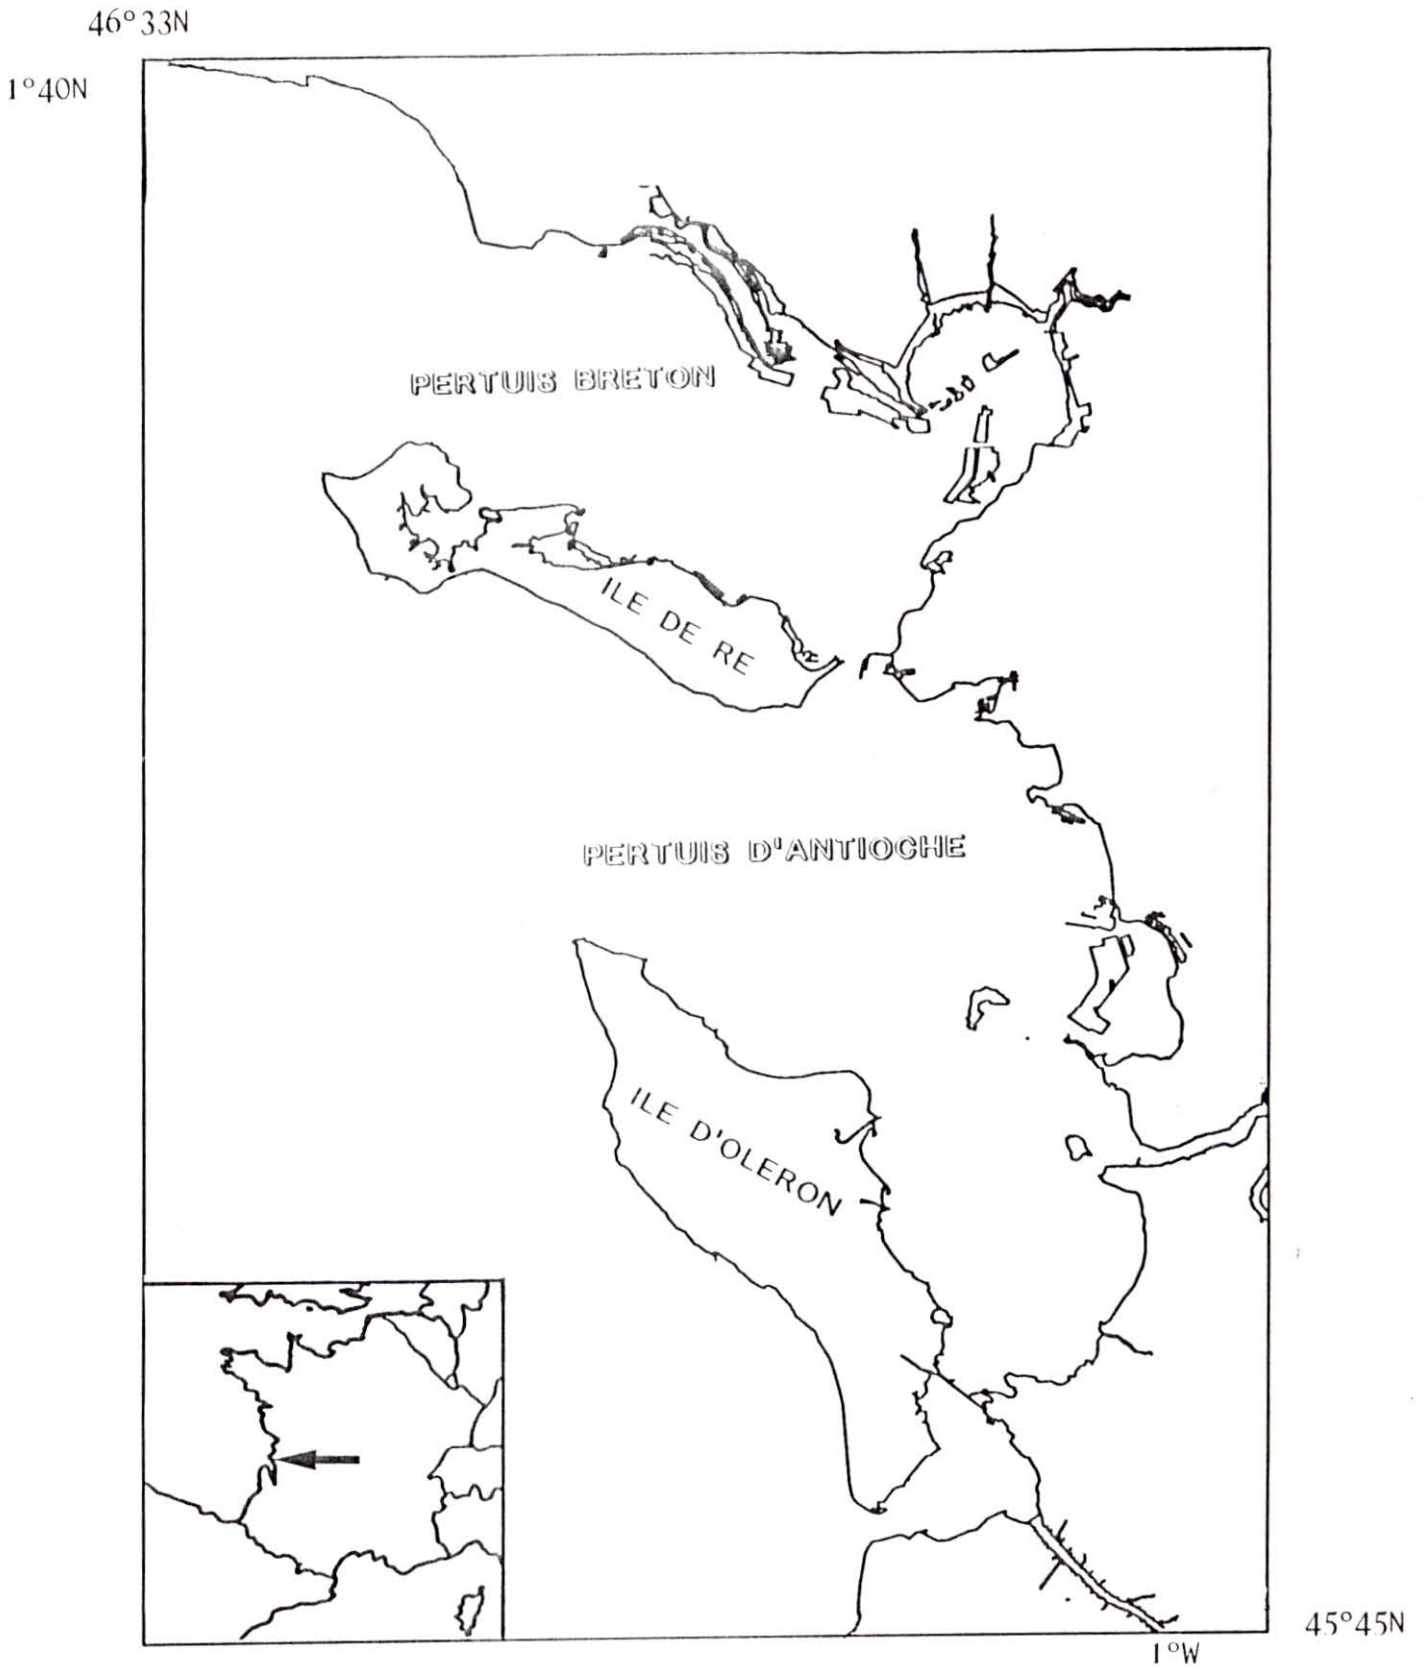 46°33N
1°40N
PERTUIS BRETON
ILE DE RE
PERTUIS D'ANTIOCHE
ILE D'OLERON
45°45N
1°W